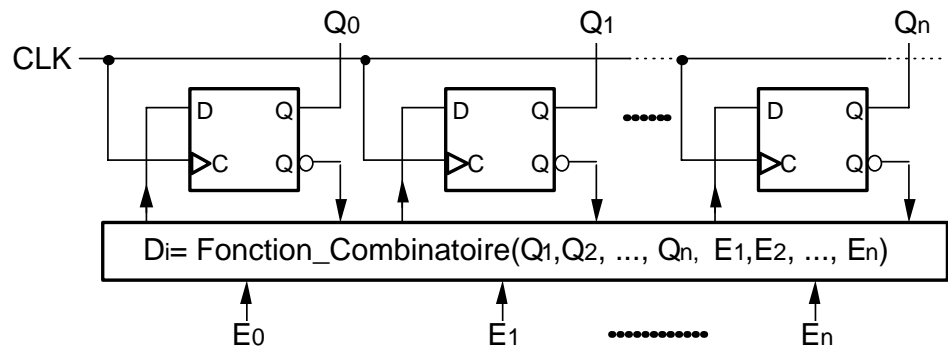 Q0 Q1 Qn
CLK
D Q D Q D Q
C Q C Q C Q
Di= Fonction_Combinatoire(Q1,Q2, ..., Qn, E1,E2, ..., En)
E0 E1 En